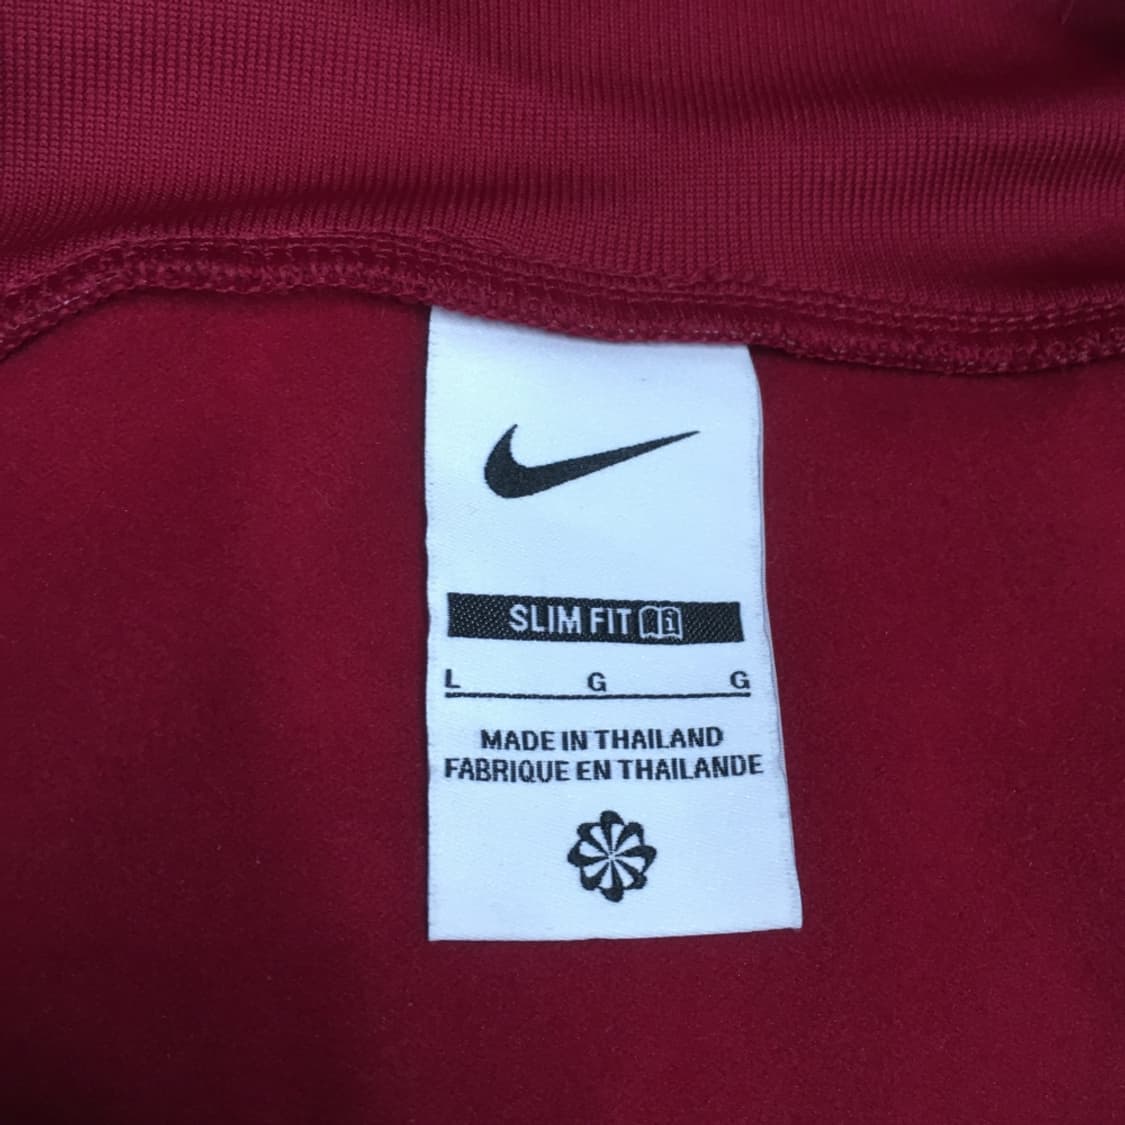 SLIM FIT i
L G G
MADE IN THAILAND
FABRIQUE EN THAILANDE